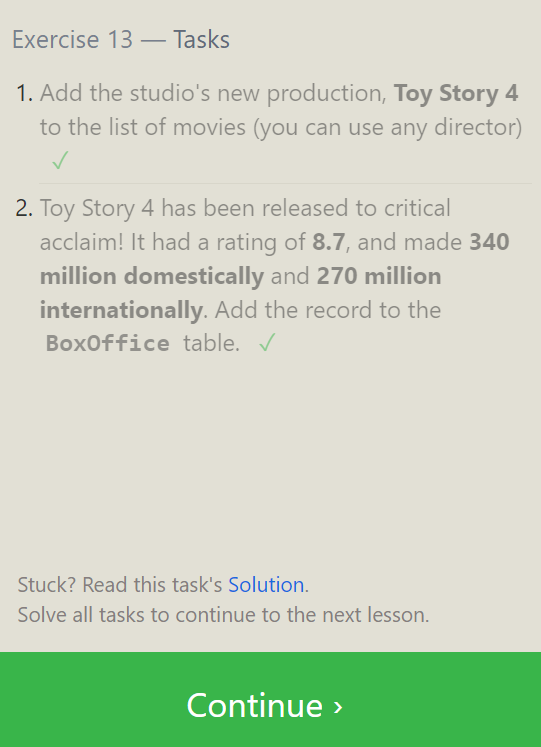 Exercise 13 — Tasks
1. Add the studio's new production, Toy Story 4
to the list of movies (you can use any director)
✓
2. Toy Story 4 has been released to critical
acclaim! It had a rating of 8.7, and made 340
million domestically and 270 million
internationally. Add the record to the
BoxOffice table. ✓
Stuck? Read this task's Solution.
Solve all tasks to continue to the next lesson.
Continue ›